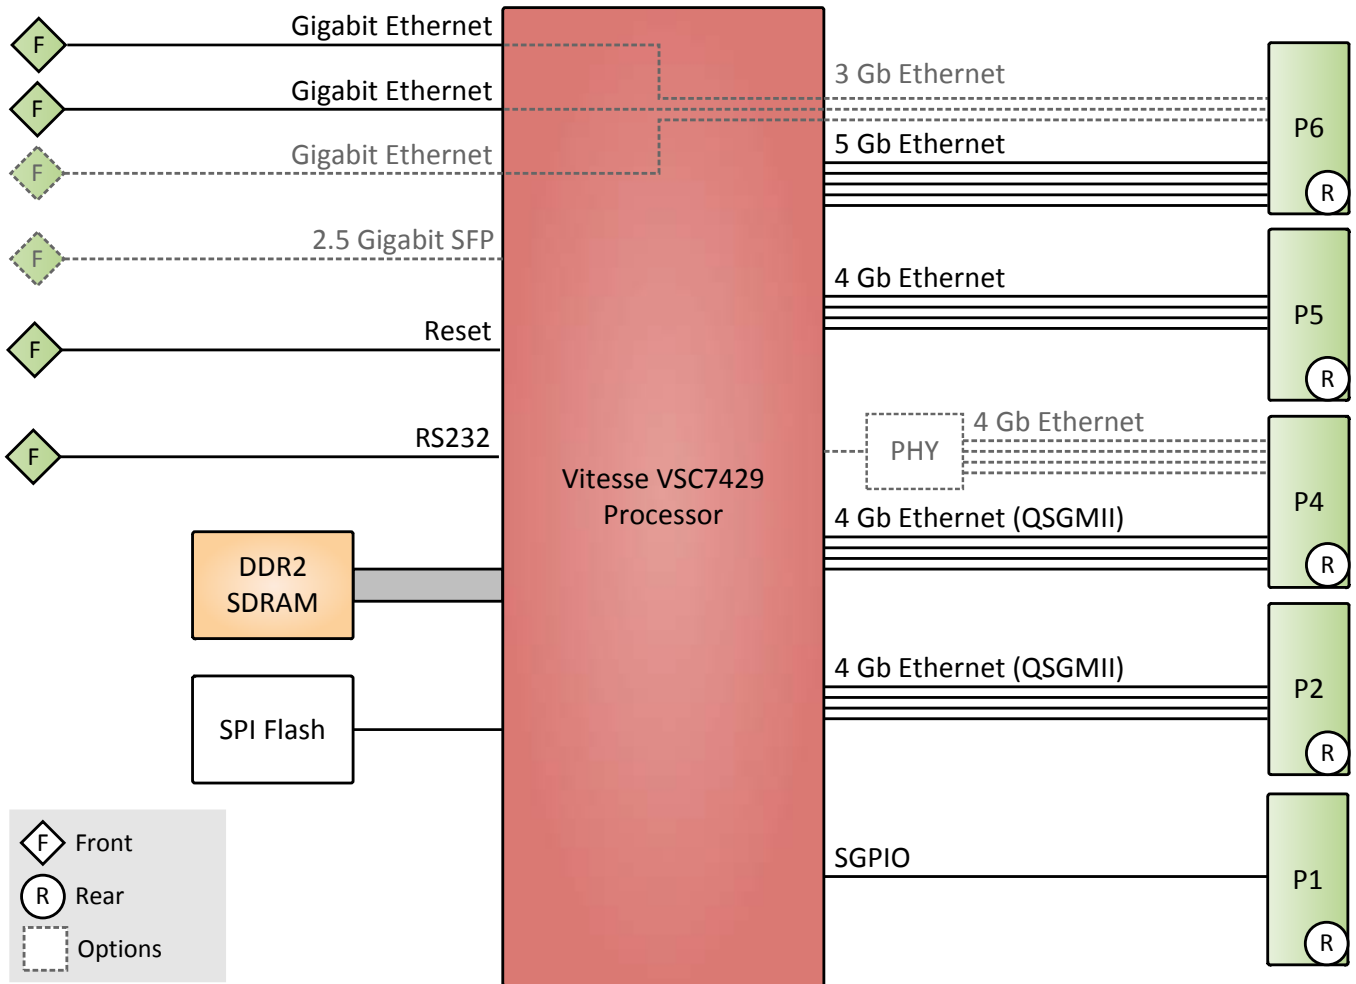 F
Gigabit Ethernet
F
Gigabit Ethernet
F
Gigabit Ethernet
F
2.5 Gigabit SFP
F
Reset
F
RS232
DDR2
SDRAM
SPI Flash
Vitesse VSC7429
Processor
3 Gb Ethernet
5 Gb Ethernet
P6
R
4 Gb Ethernet
P5
R
PHY
4 Gb Ethernet
4 Gb Ethernet (QSGMII)
P4
R
4 Gb Ethernet (QSGMII)
P2
R
SGPIO
P1
R
F Front
R Rear
Options